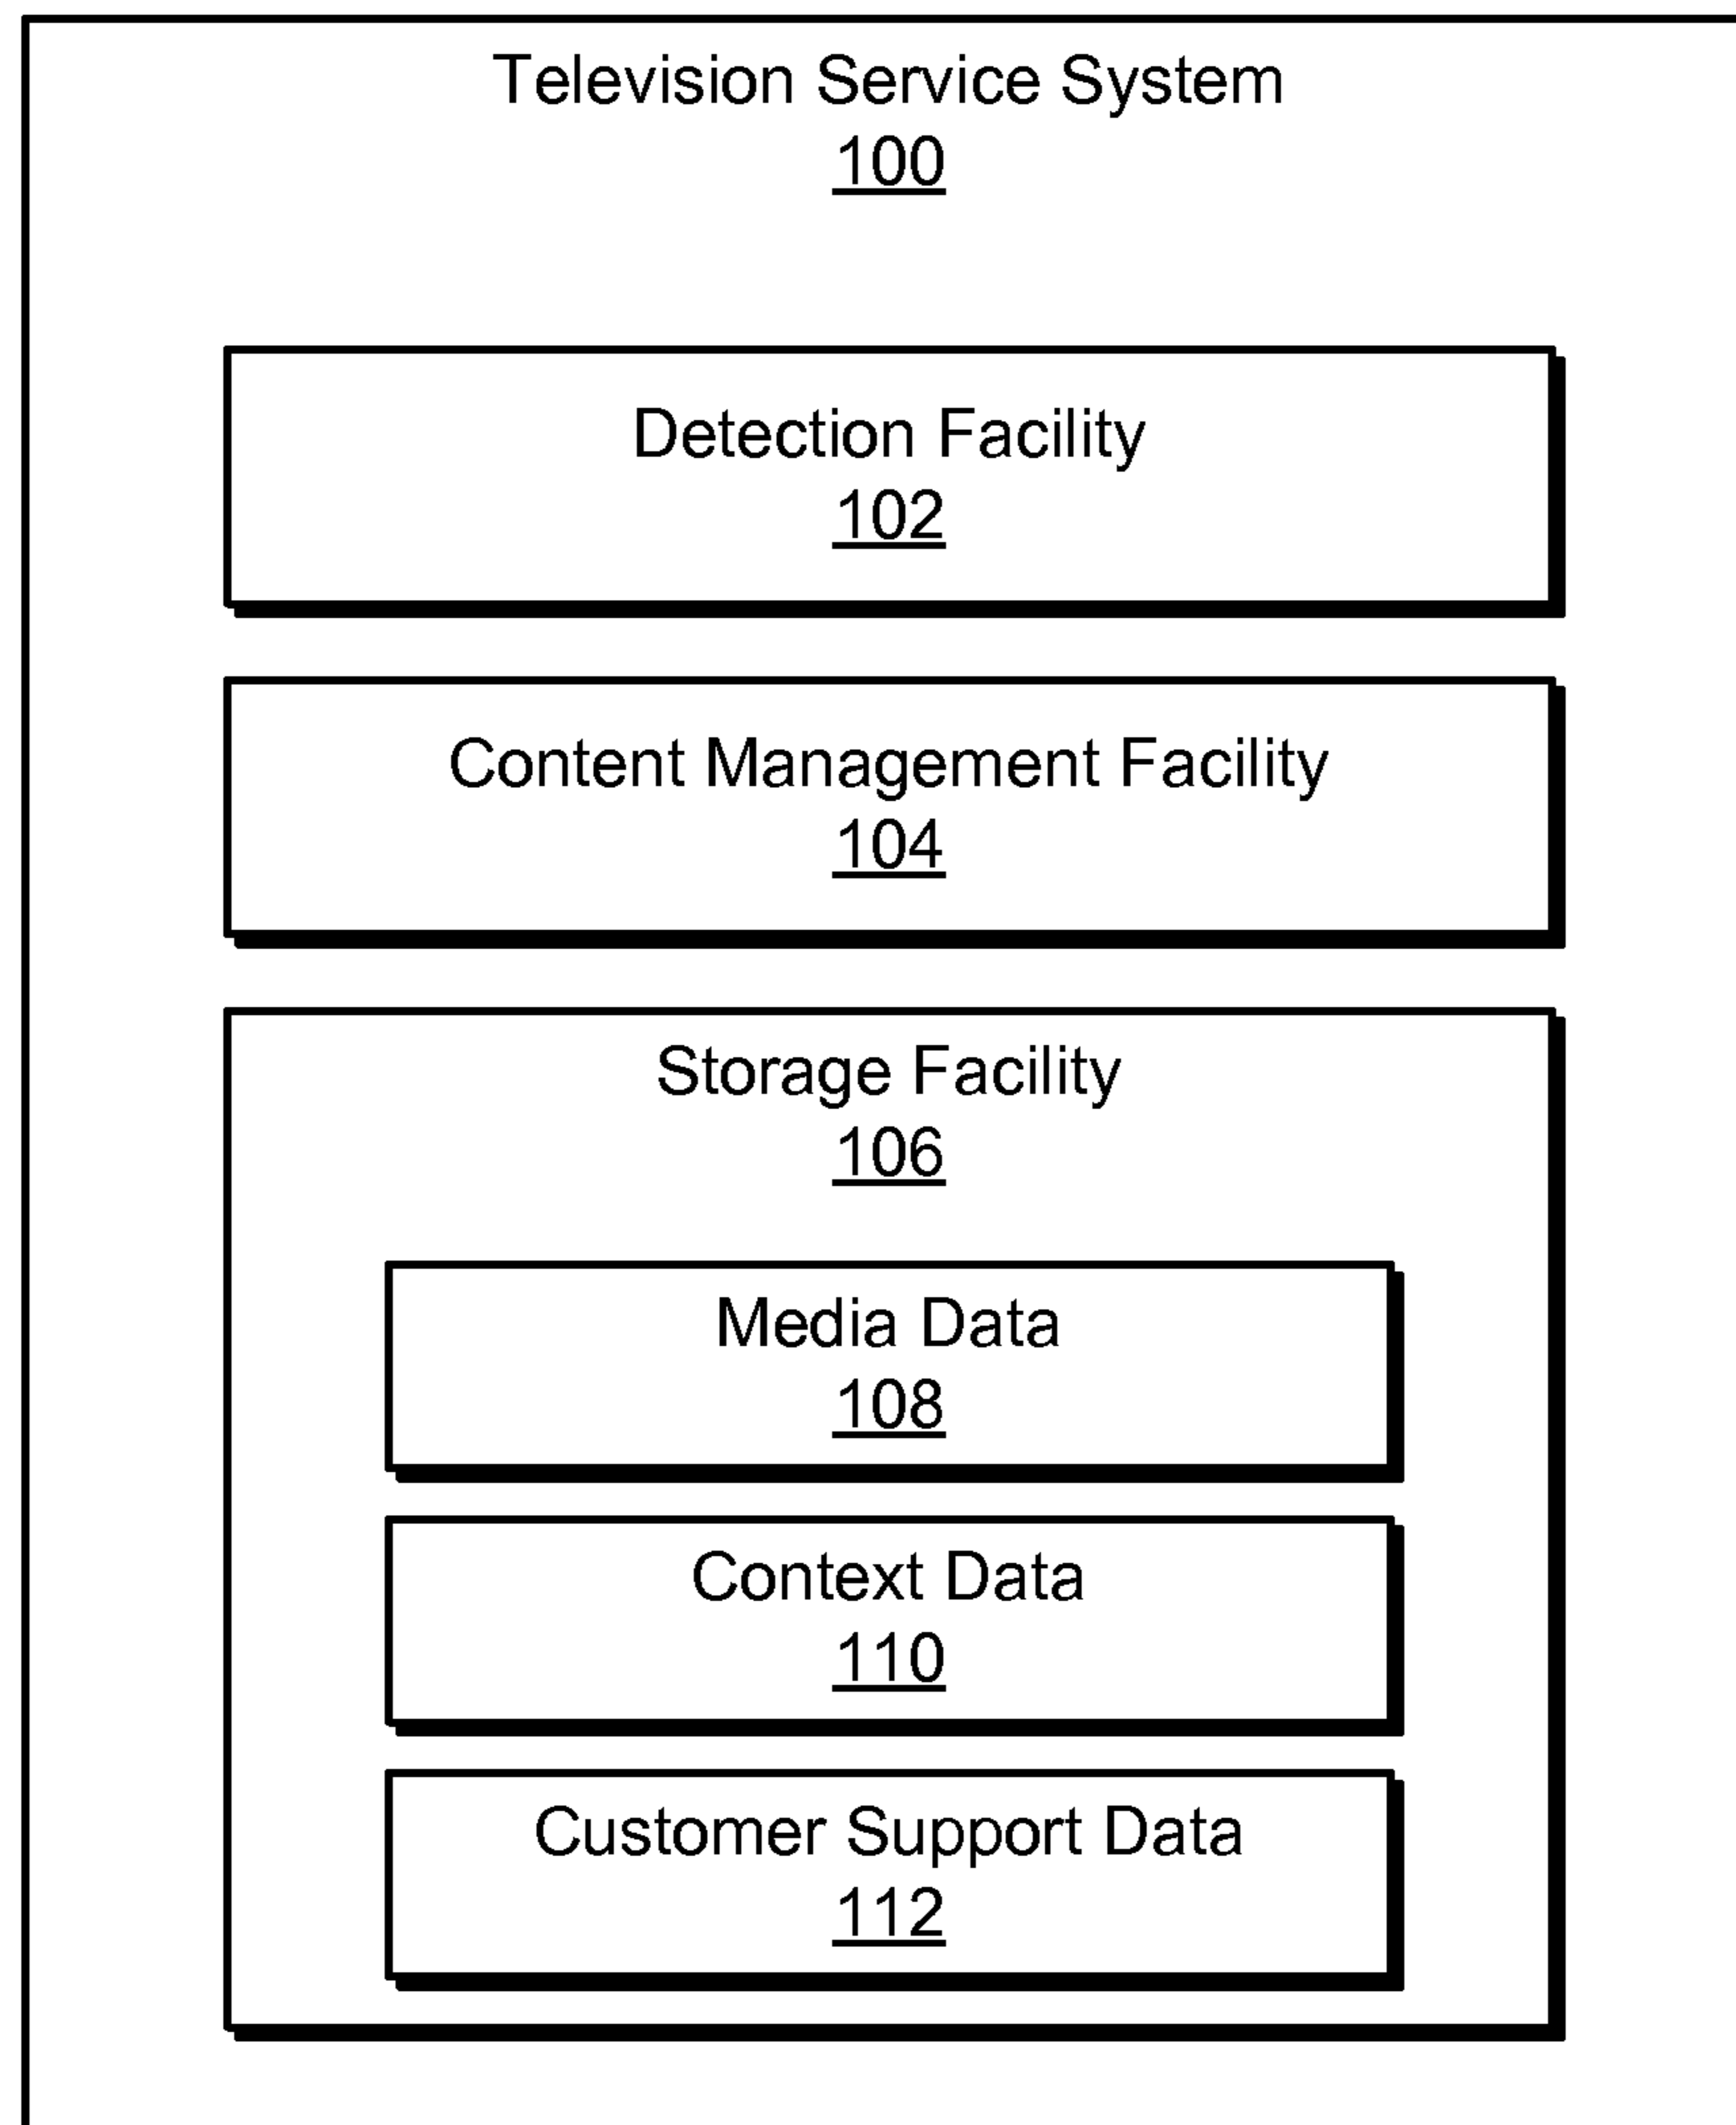 Television Service System
100
Detection Facility
102
Content Management Facility
104
Storage Facility
106
Media Data
108
Context Data
110
Customer Support Data
112